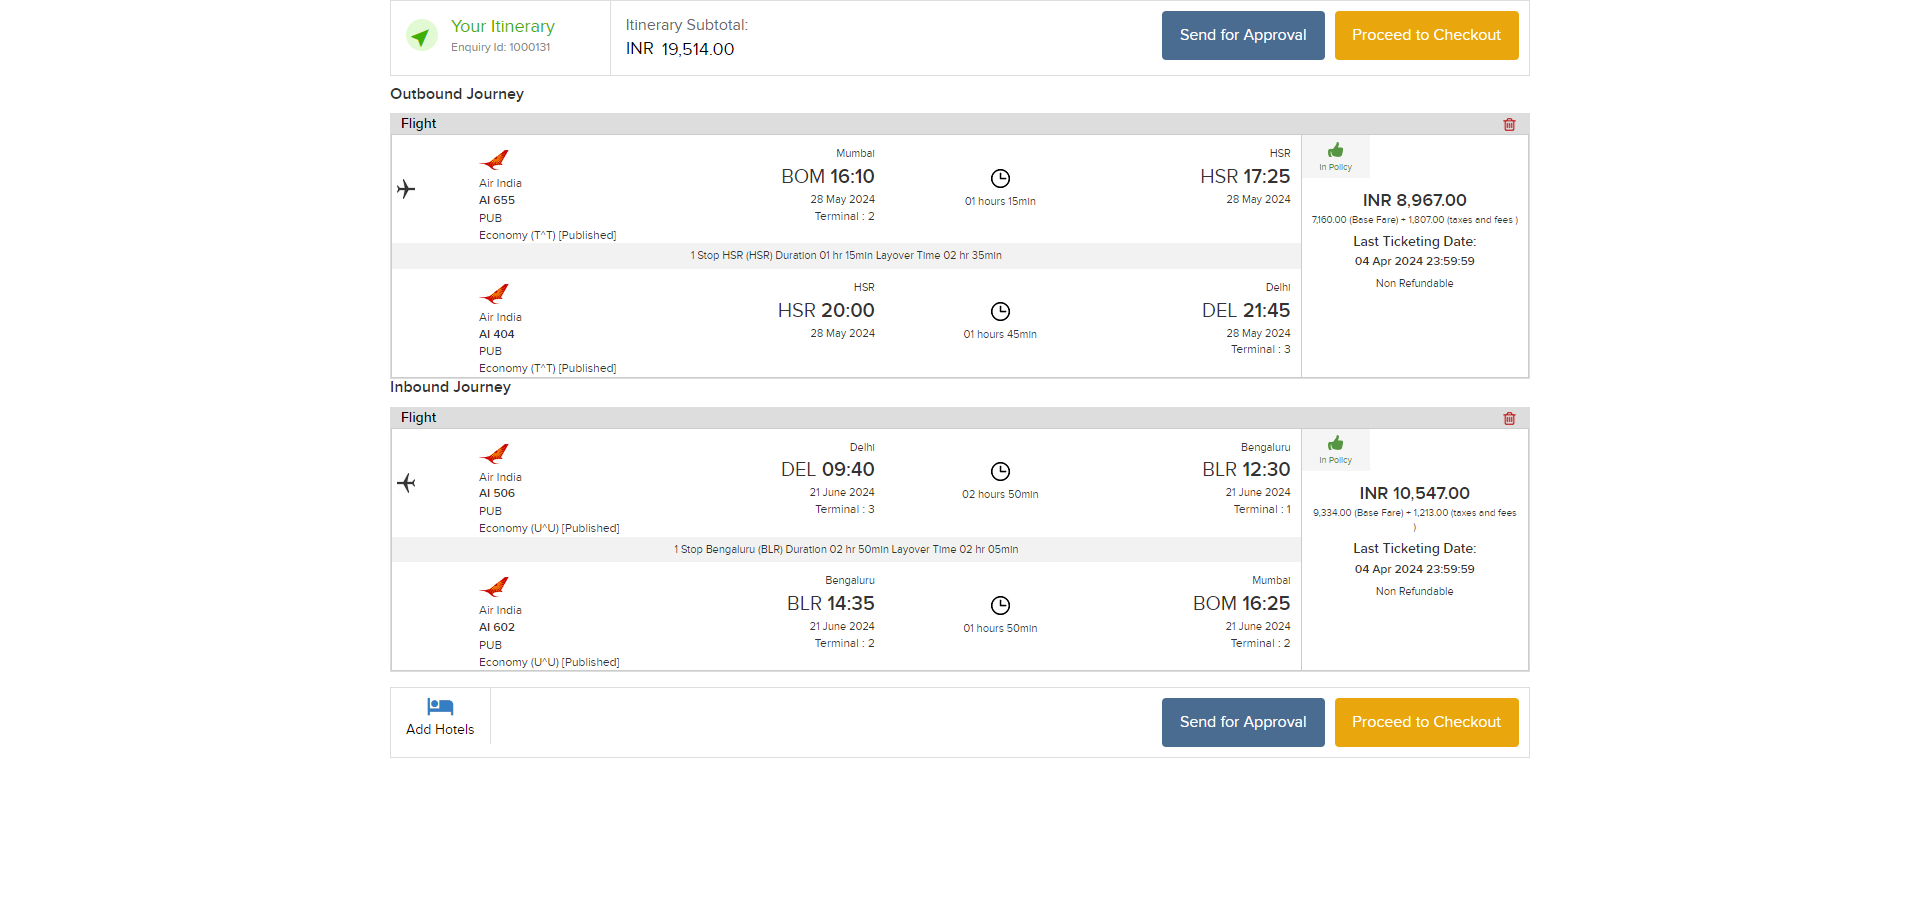 Your Itinerary
Enquiry Id: 1000131
Itinerary Subtotal:
INR 19,514.00
Send for Approval
Proceed to Checkout
Outbound Journey
Flight
Air India
AI 655
PUB
Economy (T^T) [Published]
Mumbai
BOM 16:10
28 May 2024
Terminal : 2
01 hours 15min
HSR
HSR 17:25
28 May 2024
In Policy
INR 8,967.00
7,160.00 (Base Fare) + 1,807.00 (taxes and fees )
Last Ticketing Date:
04 Apr 2024 23:59:59
Non Refundable
1 Stop HSR (HSR) Duration 01 hr 15min Layover Time 02 hr 35min
Air India
AI 404
PUB
Economy (T^T) [Published]
HSR
HSR 20:00
28 May 2024
01 hours 45min
Delhi
DEL 21:45
28 May 2024
Terminal : 3
Inbound Journey
Flight
Air India
AI 506
PUB
Economy (U^U) [Published]
Delhi
DEL 09:40
21 June 2024
Terminal : 3
02 hours 50min
Bengaluru
BLR 12:30
21 June 2024
Terminal : 1
In Policy
INR 10,547.00
9,334.00 (Base Fare) + 1,213.00 (taxes and fees
)
Last Ticketing Date:
04 Apr 2024 23:59:59
Non Refundable
1 Stop Bengaluru (BLR) Duration 02 hr 50min Layover Time 02 hr 05min
Air India
AI 602
PUB
Economy (U^U) [Published]
Bengaluru
BLR 14:35
21 June 2024
Terminal : 2
01 hours 50min
Mumbai
BOM 16:25
21 June 2024
Terminal : 2
Add Hotels
Send for Approval
Proceed to Checkout